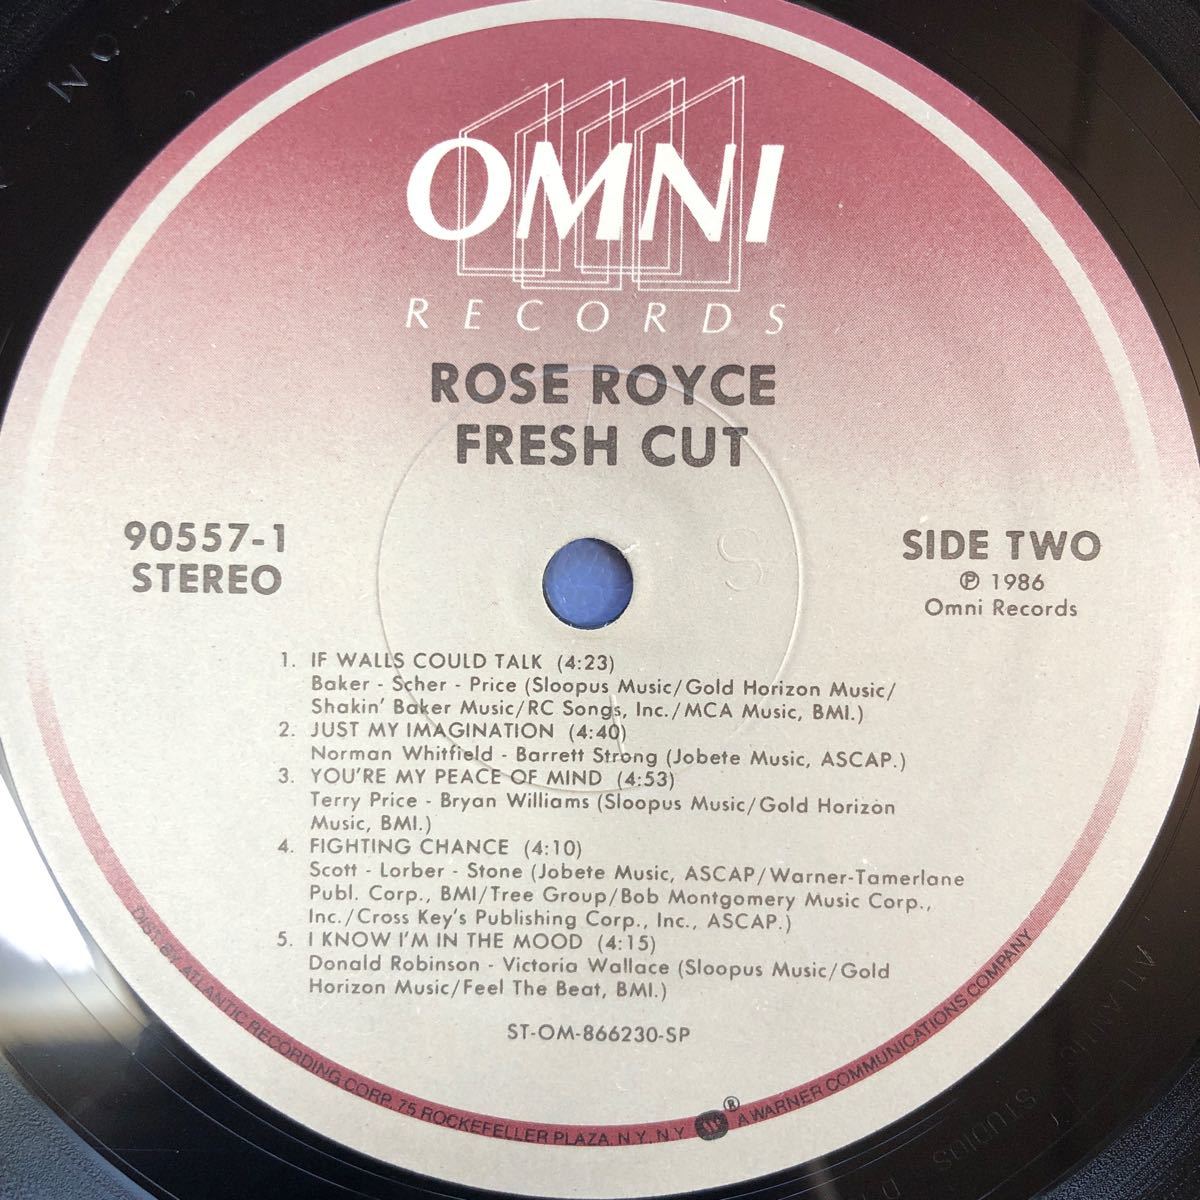 OMNI
RECORDS
ROSE ROYCE
FRESH CUT
90557-1
STEREO
SIDE TWO
℗ 1986
Omni Records
1. IF WALLS COULD TALK (4:23)
Baker - Scher - Price (Sloopus Music/Gold Horizon Music/
Shakin' Baker Music/RC Songs, Inc./MCA Music, BMI.)
2. JUST MY IMAGINATION (4:40)
Norman Whitfield - Barrett Strong (Jobete Music, ASCAP.)
3. YOU'RE MY PEACE OF MIND (4:53)
Terry Price - Bryan Williams (Sloopus Music/Gold Horizon
Music, BMI.)
4. FIGHTING CHANCE (4:10)
Scott - Lorber - Stone (Jobete Music, ASCAP/Warner-Tamerlane
Publ. Corp., BMI/Tree Group/Bob Montgomery Music Corp.,
Inc./Cross Key's Publishing Corp., Inc., ASCAP.)
5. I KNOW I'M IN THE MOOD (4:15)
Donald Robinson - Victoria Wallace (Sloopus Music/Gold
Horizon Music/Feel The Beat, BMI.)
ST-OM-866230-SP
DIST. BY ATLANTIC RECORDING CORP. 75 ROCKEFELLER PLAZA, N.Y. N.Y. ® A WARNER COMMUNICATIONS COMPANY